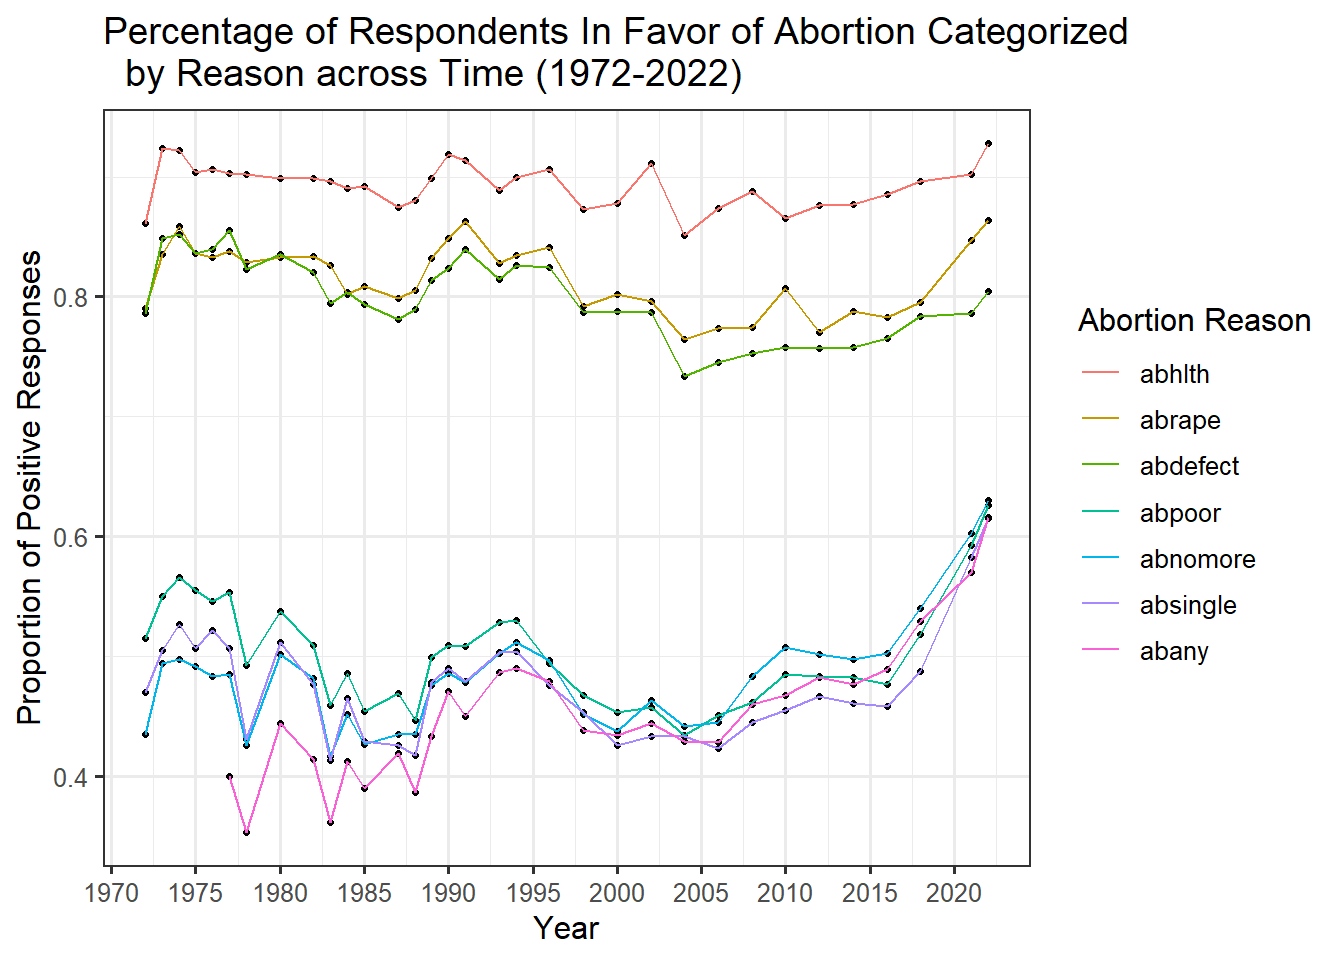 Percentage of Respondents In Favor of Abortion Categorized
by Reason across Time (1972-2022)
Proportion of Positive Responses
0.8
0.6
0.4
1970 1975 1980 1985 1990 1995 2000 2005 2010 2015 2020
Year
Abortion Reason
abhlth
abrape
abdefect
abpoor
abnomore
absingle
abany